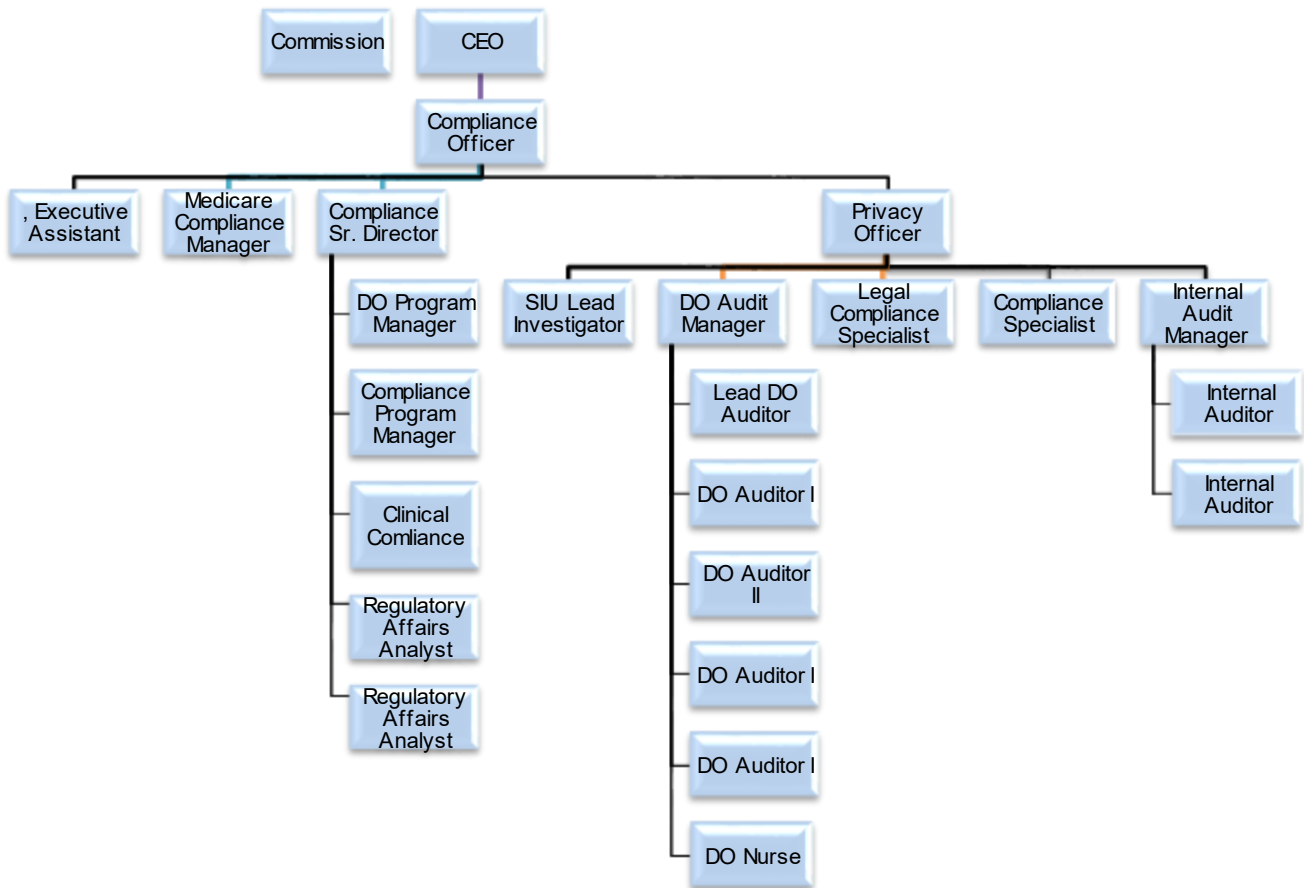 Commission
CEO
Compliance
Officer
, Executive
Assistant
Medicare
Compliance
Manager
Compliance
Sr. Director
Privacy
Officer
DO Program
Manager
Compliance
Program
Manager
Clinical
Comliance
Regulatory
Affairs
Analyst
Regulatory
Affairs
Analyst
SIU Lead
Investigator
DO Audit
Manager
Legal
Compliance
Specialist
Compliance
Specialist
Internal
Audit
Manager
Lead DO
Auditor
DO Auditor I
DO Auditor
II
DO Auditor I
DO Auditor I
DO Nurse
Internal
Auditor
Internal
Auditor